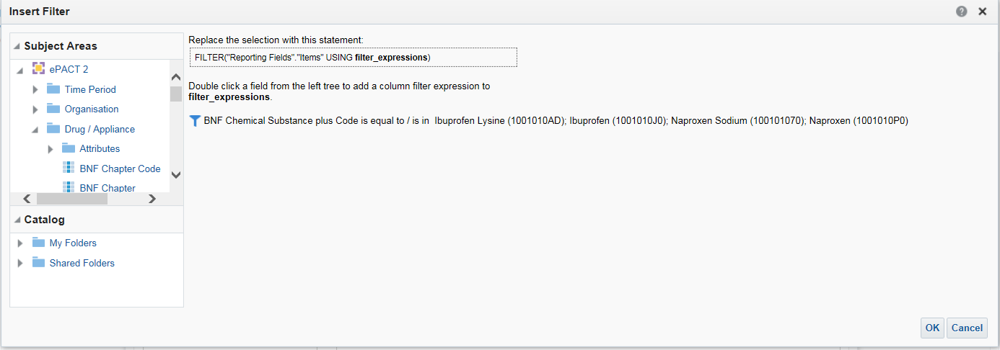 Insert Filter
Subject Areas
ePACT 2
Time Period
Organisation
Drug / Appliance
Attributes
BNF Chapter Code
BNF Chapter
Catalog
My Folders
Shared Folders
Replace the selection with this statement:
FILTER("Reporting Fields"."Items" USING filter_expressions)
Double click a field from the left tree to add a column filter expression to
filter_expressions.
BNF Chemical Substance plus Code is equal to / is in Ibuprofen Lysine (1001010AD); Ibuprofen (1001010J0); Naproxen Sodium (100101070); Naproxen (1001010P0)
OK Cancel